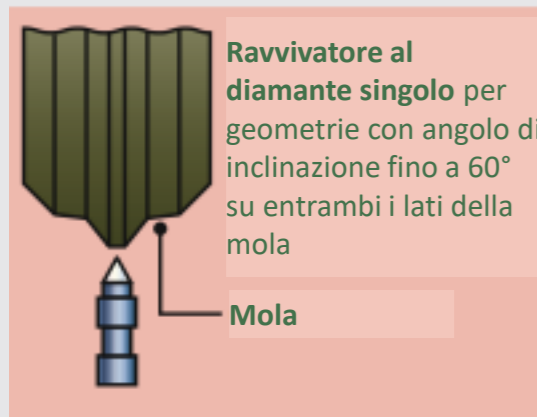 Ravvivatore al
diamante singolo per
geometrie con angolo di
inclinazione fino a 60°
su entrambi i lati della
mola
Mola